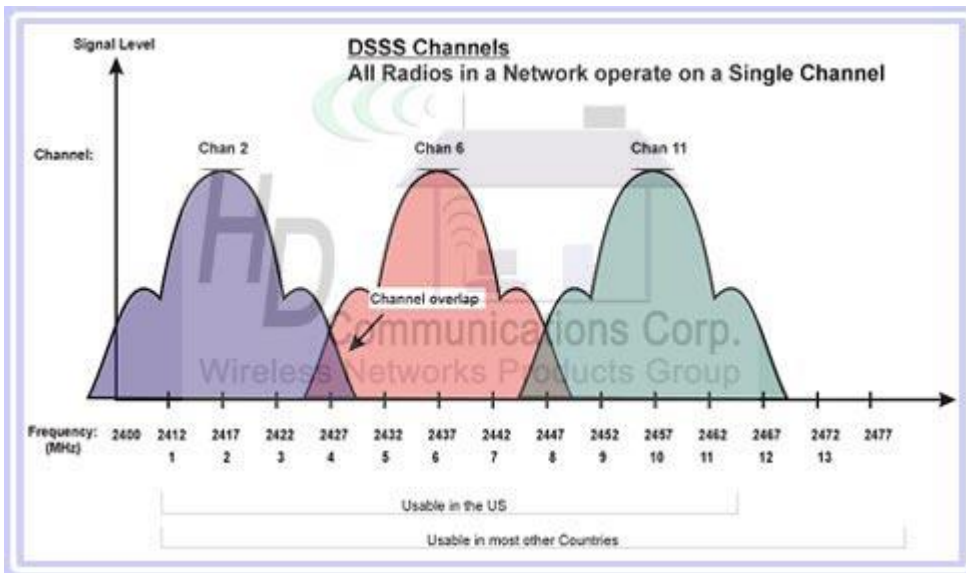 Signal Level
DSSS Channels
All Radios in a Network operate on a Single Channel
Channel:
Chan 2
Chan 6
Chan 11
HD
Channel overlap
Communications Corp.
Wireless Networks Products Group
Frequency: 2400 2412 2417 2422 2427 2432 2437 2442 2447 2452 2457 2462 2467 2472 2477
(MHz) 1 2 3 4 5 6 7 8 9 10 11 12 13
Usable in the US
Usable in most other Countries